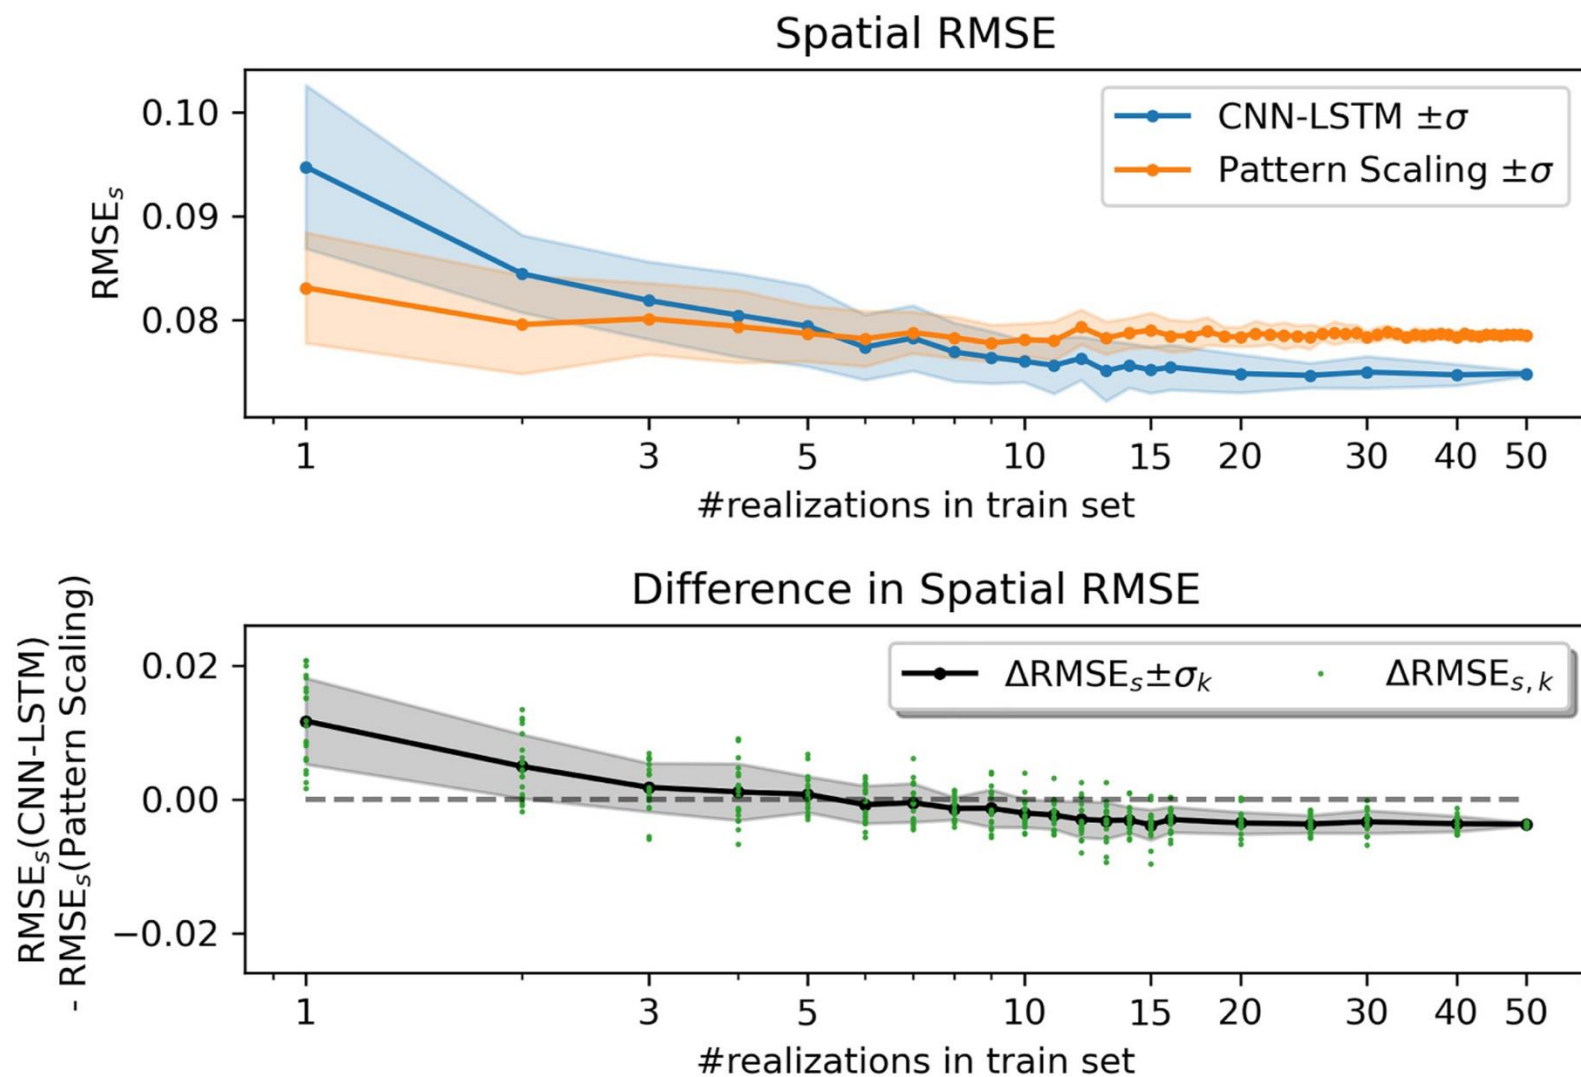 Spatial RMSE
0.10
0.09
0.08
RMSEₛ
CNN-LSTM ±σ
Pattern Scaling ±σ
1 3 5 10 15 20 30 40 50
#realizations in train set
Difference in Spatial RMSE
0.02
0.00
−0.02
RMSEₛ(CNN-LSTM)
- RMSEₛ(Pattern Scaling)
ΔRMSEₛ±σₖ ΔRMSEₛ,ₖ
1 3 5 10 15 20 30 40 50
#realizations in train set